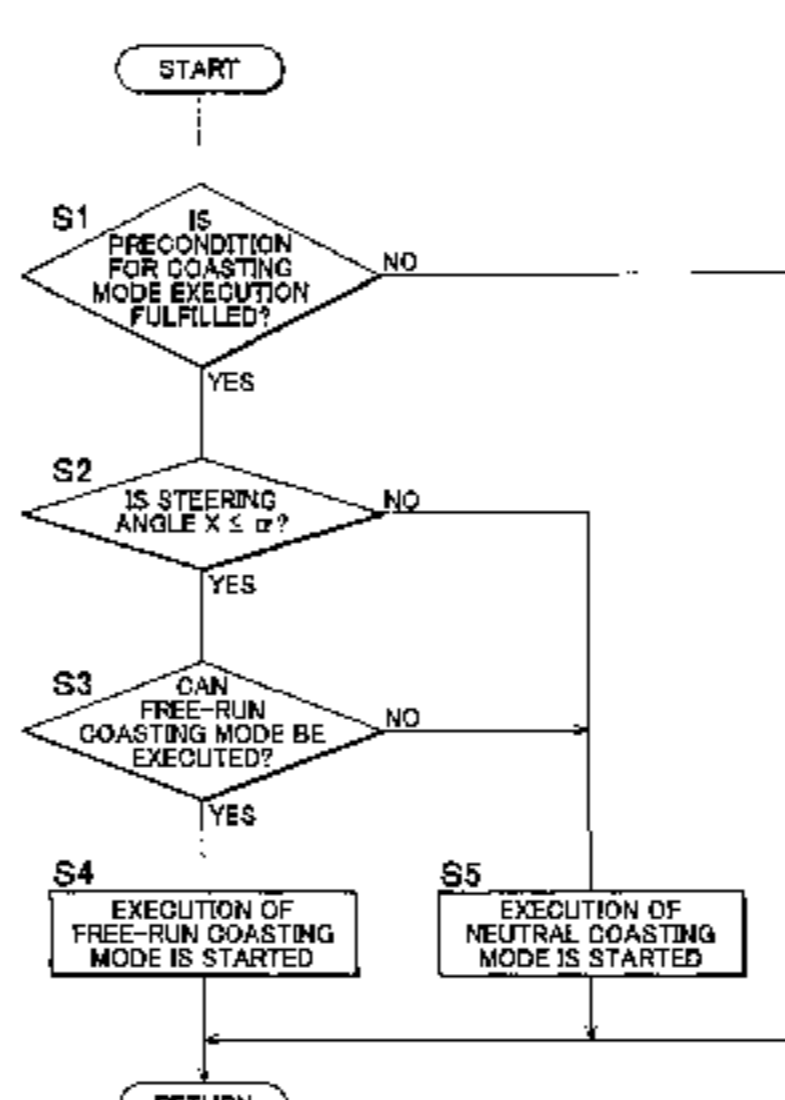 START
S1
IS
PRECONDITION
FOR COASTING
MODE EXECUTION
FULFILLED?
NO
YES
S2
IS STEERING
ANGLE X ≤ α?
NO
YES
S3
CAN
FREE-RUN
COASTING MODE BE
EXECUTED?
NO
YES
S4
EXECUTION OF
FREE-RUN COASTING
MODE IS STARTED
S5
EXECUTION OF
NEUTRAL COASTING
MODE IS STARTED
RETURN